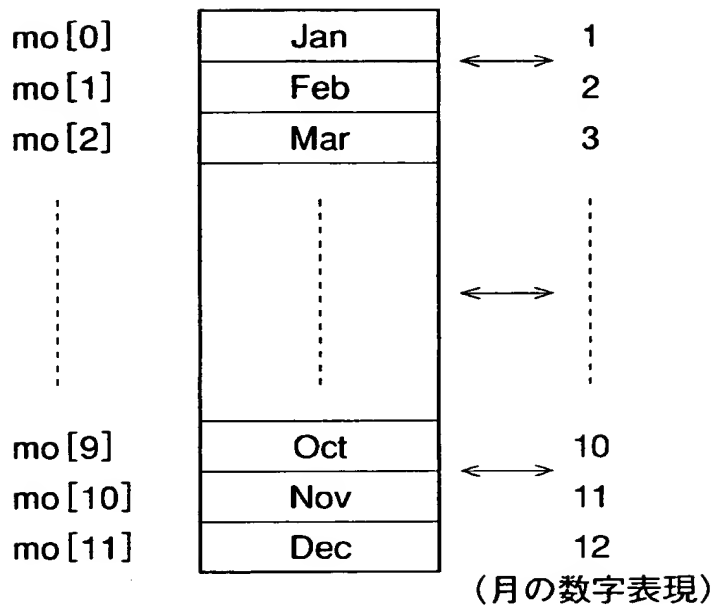 mo[0] Jan 1
mo[1] Feb 2
mo[2] Mar 3
mo[9] Oct 10
mo[10] Nov 11
mo[11] Dec 12
(月の数字表現)